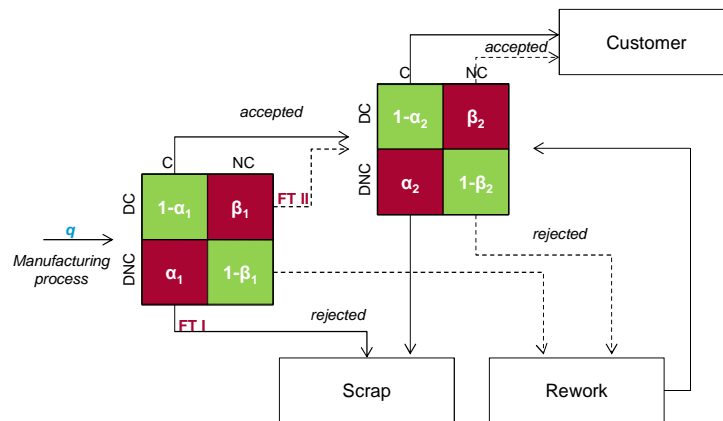 Customer
accepted
C
NC
DC
1-α₂
β₂
DNC
α₂
1-β₂
accepted
C
NC
DC
1-α₁
β₁
FT II
DNC
α₁
1-β₁
q
Manufacturing
process
FT I
rejected
rejected
Scrap
Rework